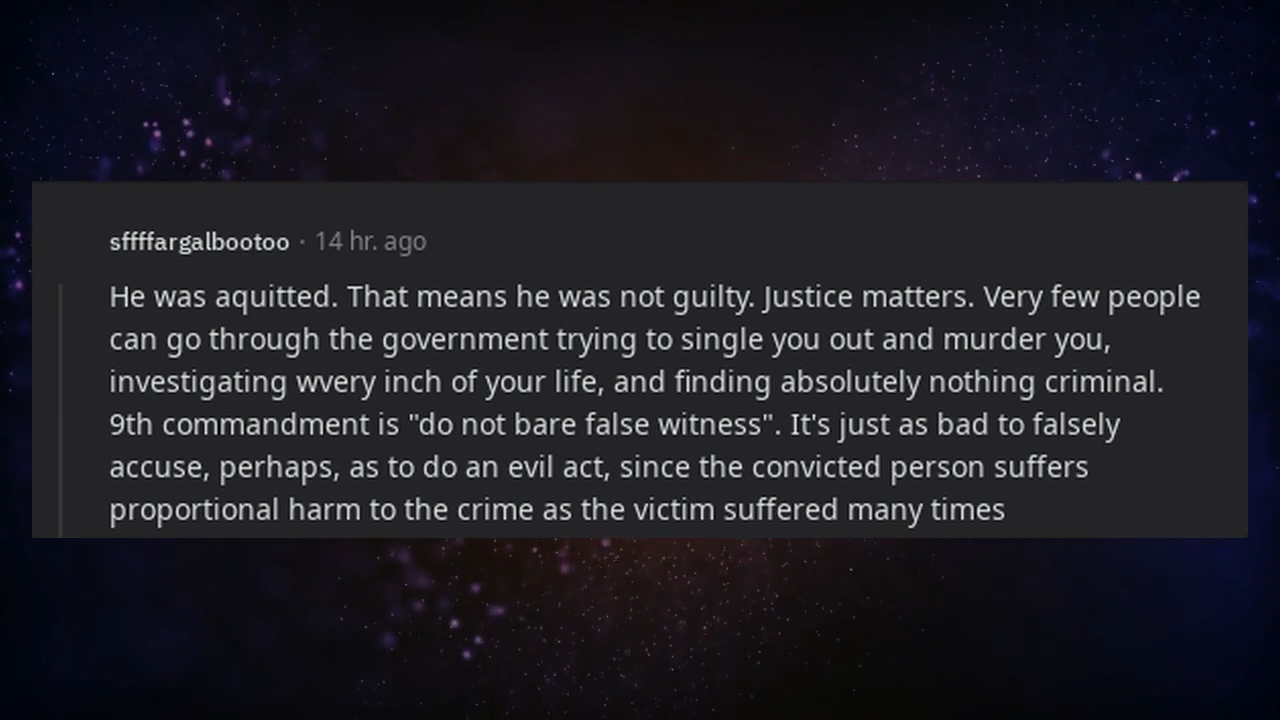 sffffargalbootoo · 14 hr. ago
He was aquitted. That means he was not guilty. Justice matters. Very few people
can go through the government trying to single you out and murder you,
investigating wvery inch of your life, and finding absolutely nothing criminal.
9th commandment is "do not bare false witness". It's just as bad to falsely
accuse, perhaps, as to do an evil act, since the convicted person suffers
proportional harm to the crime as the victim suffered many times